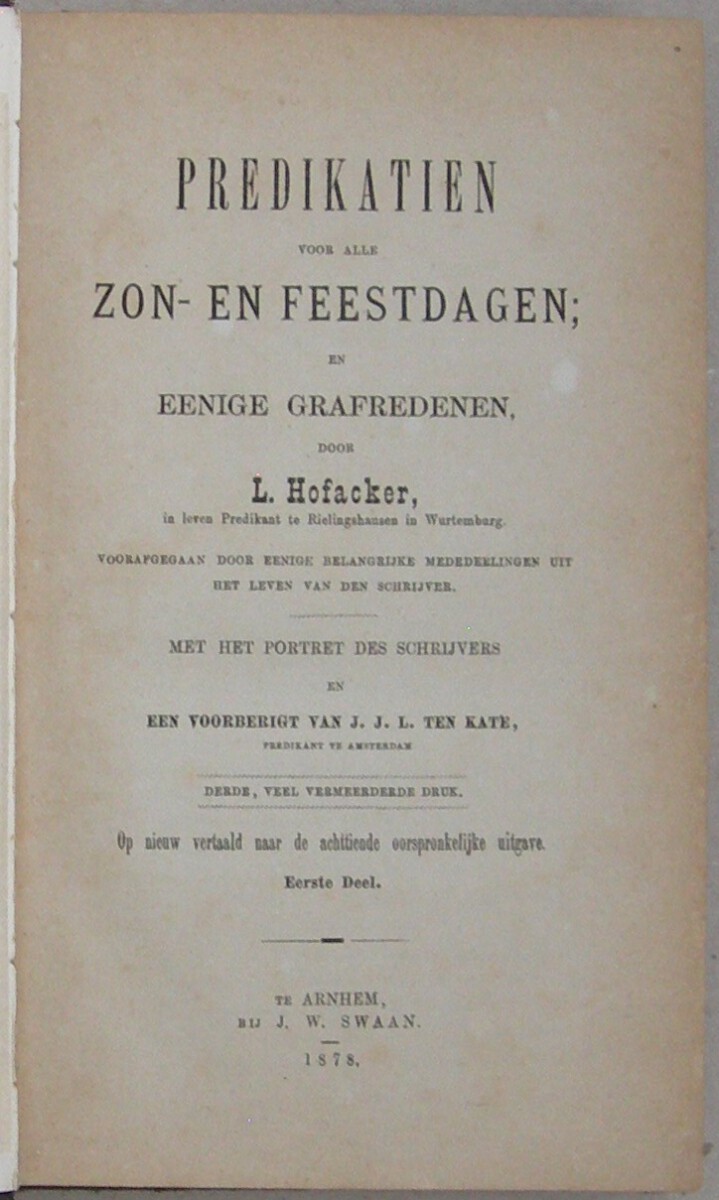 PREDIKATIEN
VOOR ALLE
ZON- EN FEESTDAGEN;
EN
EENIGE GRAFREDENEN,
DOOR
L. Hofacker,
in leven Predikant te Rielingshausen in Wurtemburg.
VOORAFGEGAAN DOOR EENIGE BELANGRIJKE MEDEDEELINGEN UIT
HET LEVEN VAN DEN SCHRIJVER.
MET HET PORTRET DES SCHRIJVERS
EN
EEN VOORBERIGT VAN J. J. L. TEN KATE,
PREDIKANT TE AMSTERDAM
DERDE, VEEL VERMEERDERDE DRUK.
Op nieuw vertaald naar de achttiende oorspronkelijke uitgave.
Eerste Deel.
TE ARNHEM,
BIJ J. W. SWAAN.
1878.